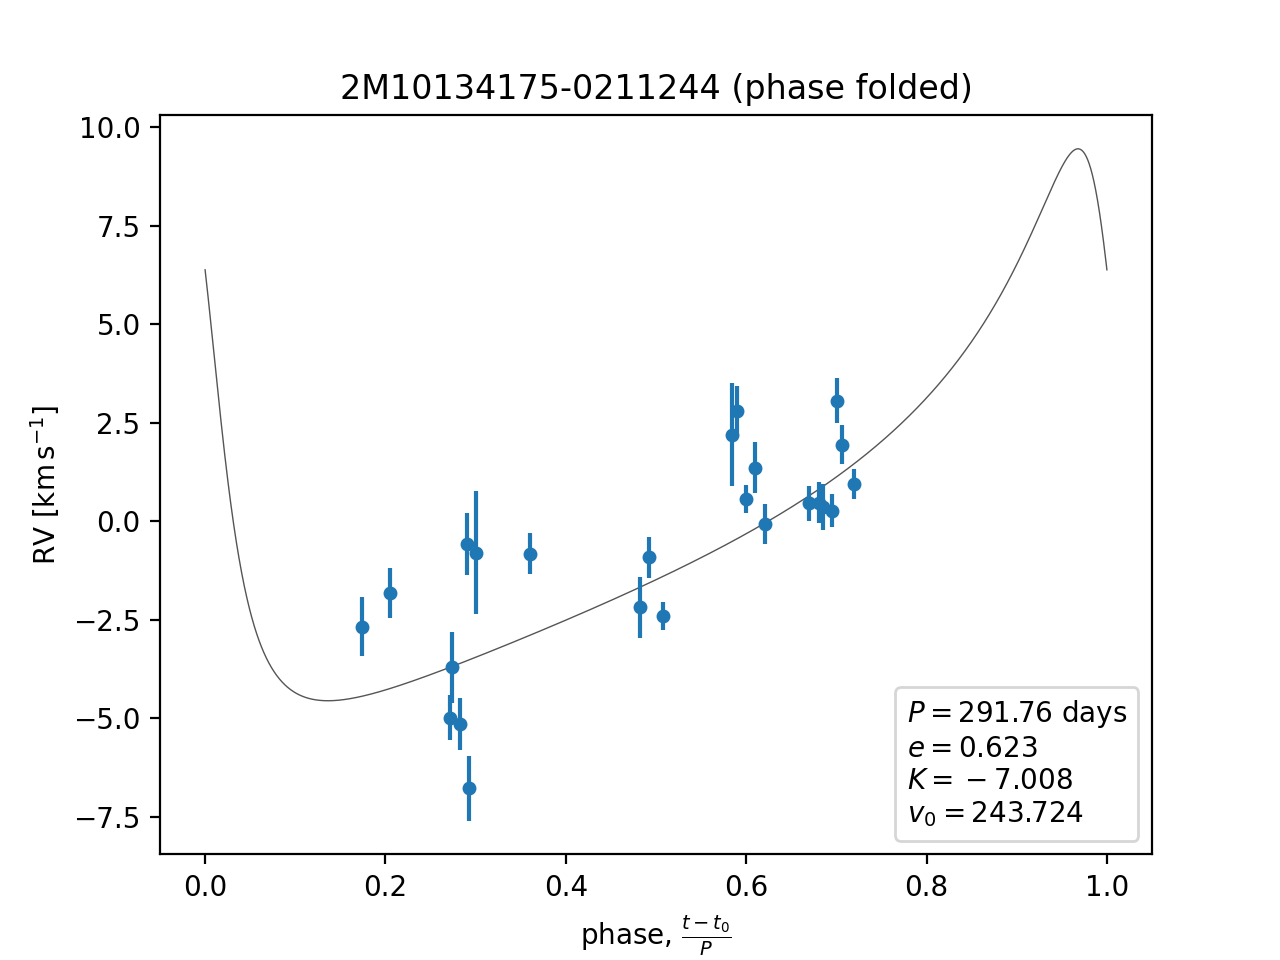 2M10134175-0211244 (phase folded)
10.0
7.5
5.0
2.5
0.0
−2.5
−5.0
−7.5
RV [km s⁻¹]
P = 291.76 days
e = 0.623
K = −7.008
v₀ = 243.724
0.0 0.2 0.4 0.6 0.8 1.0
phase, (t − t₀)/P